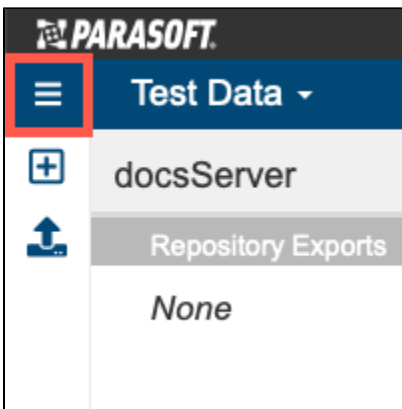 PARASOFT.
Test Data
docsServer
Repository Exports
None